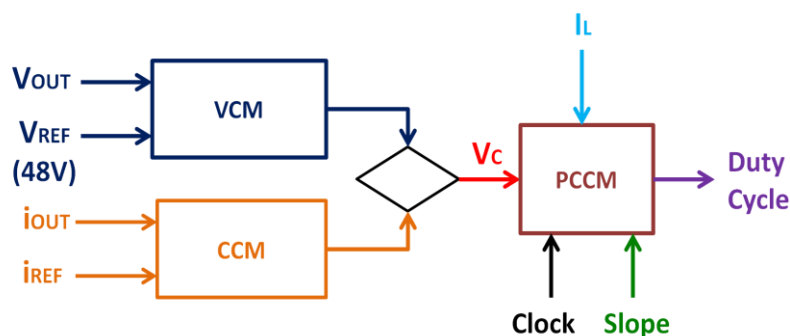 VOUT
VREF
(48V)
VCM
iOUT
iREF
CCM
VC
IL
PCCM
Clock
Slope
Duty
Cycle